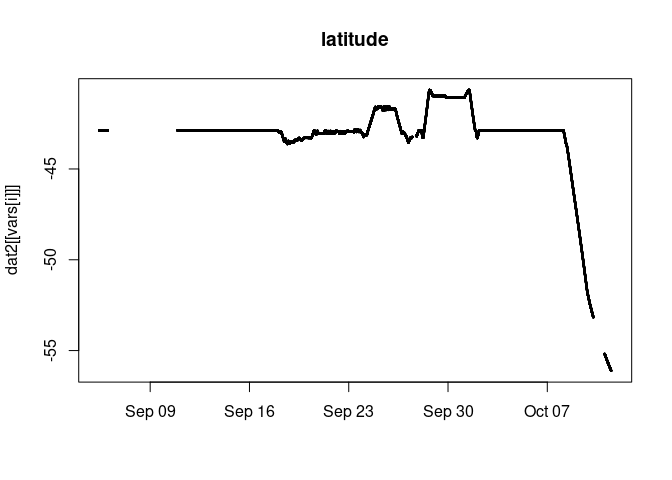 latitude
dat2[[vars[i]]]
-45
-50
-55
Sep 09
Sep 16
Sep 23
Sep 30
Oct 07